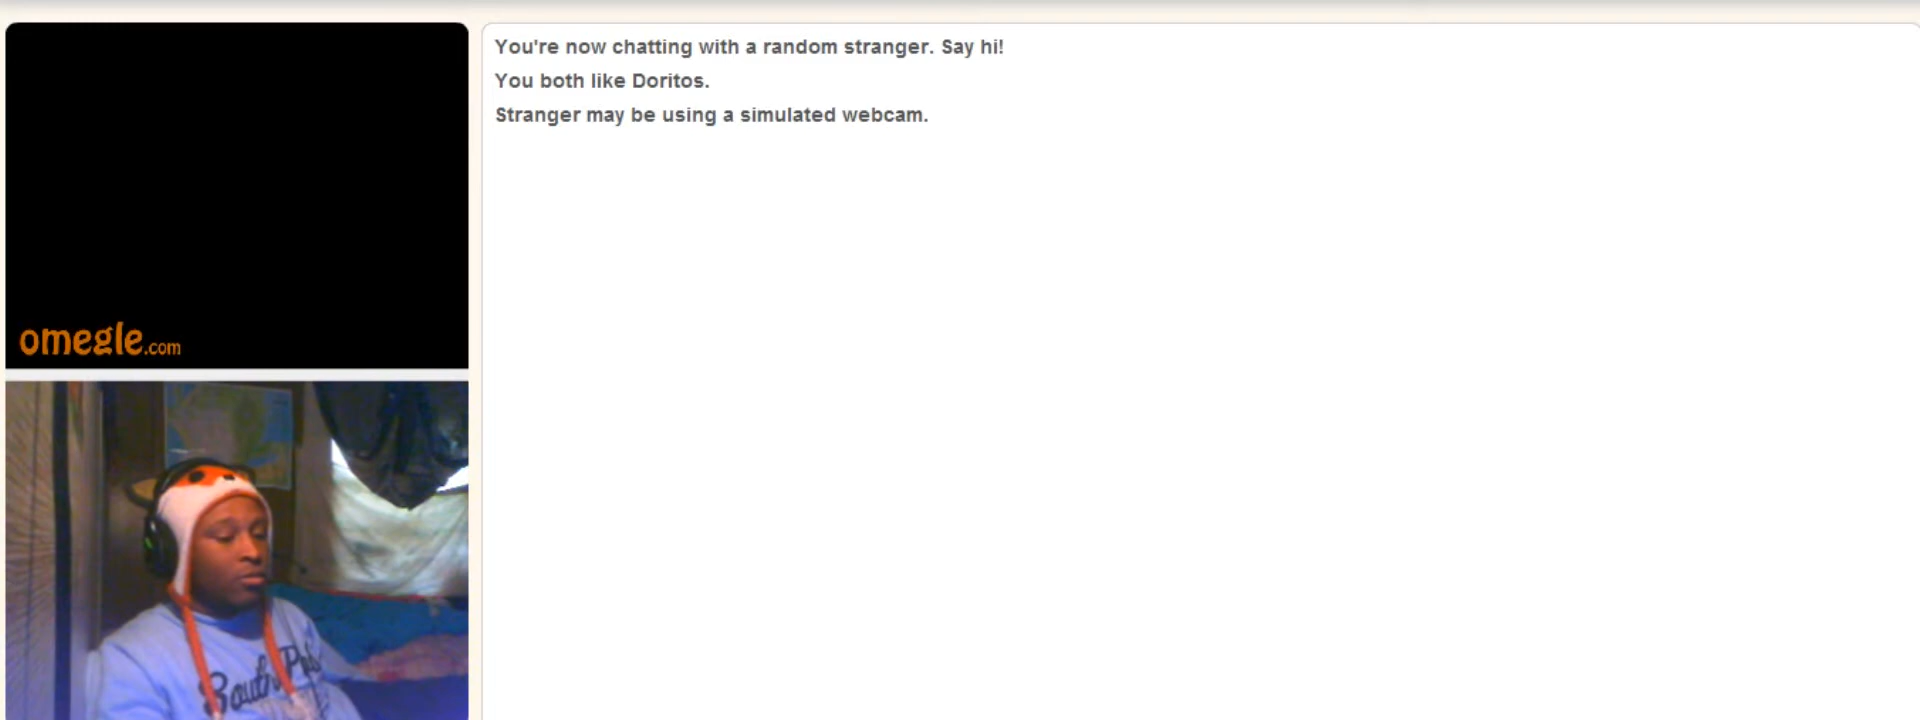 You're now chatting with a random stranger. Say hi!
You both like Doritos.
Stranger may be using a simulated webcam.
omegle.com
South